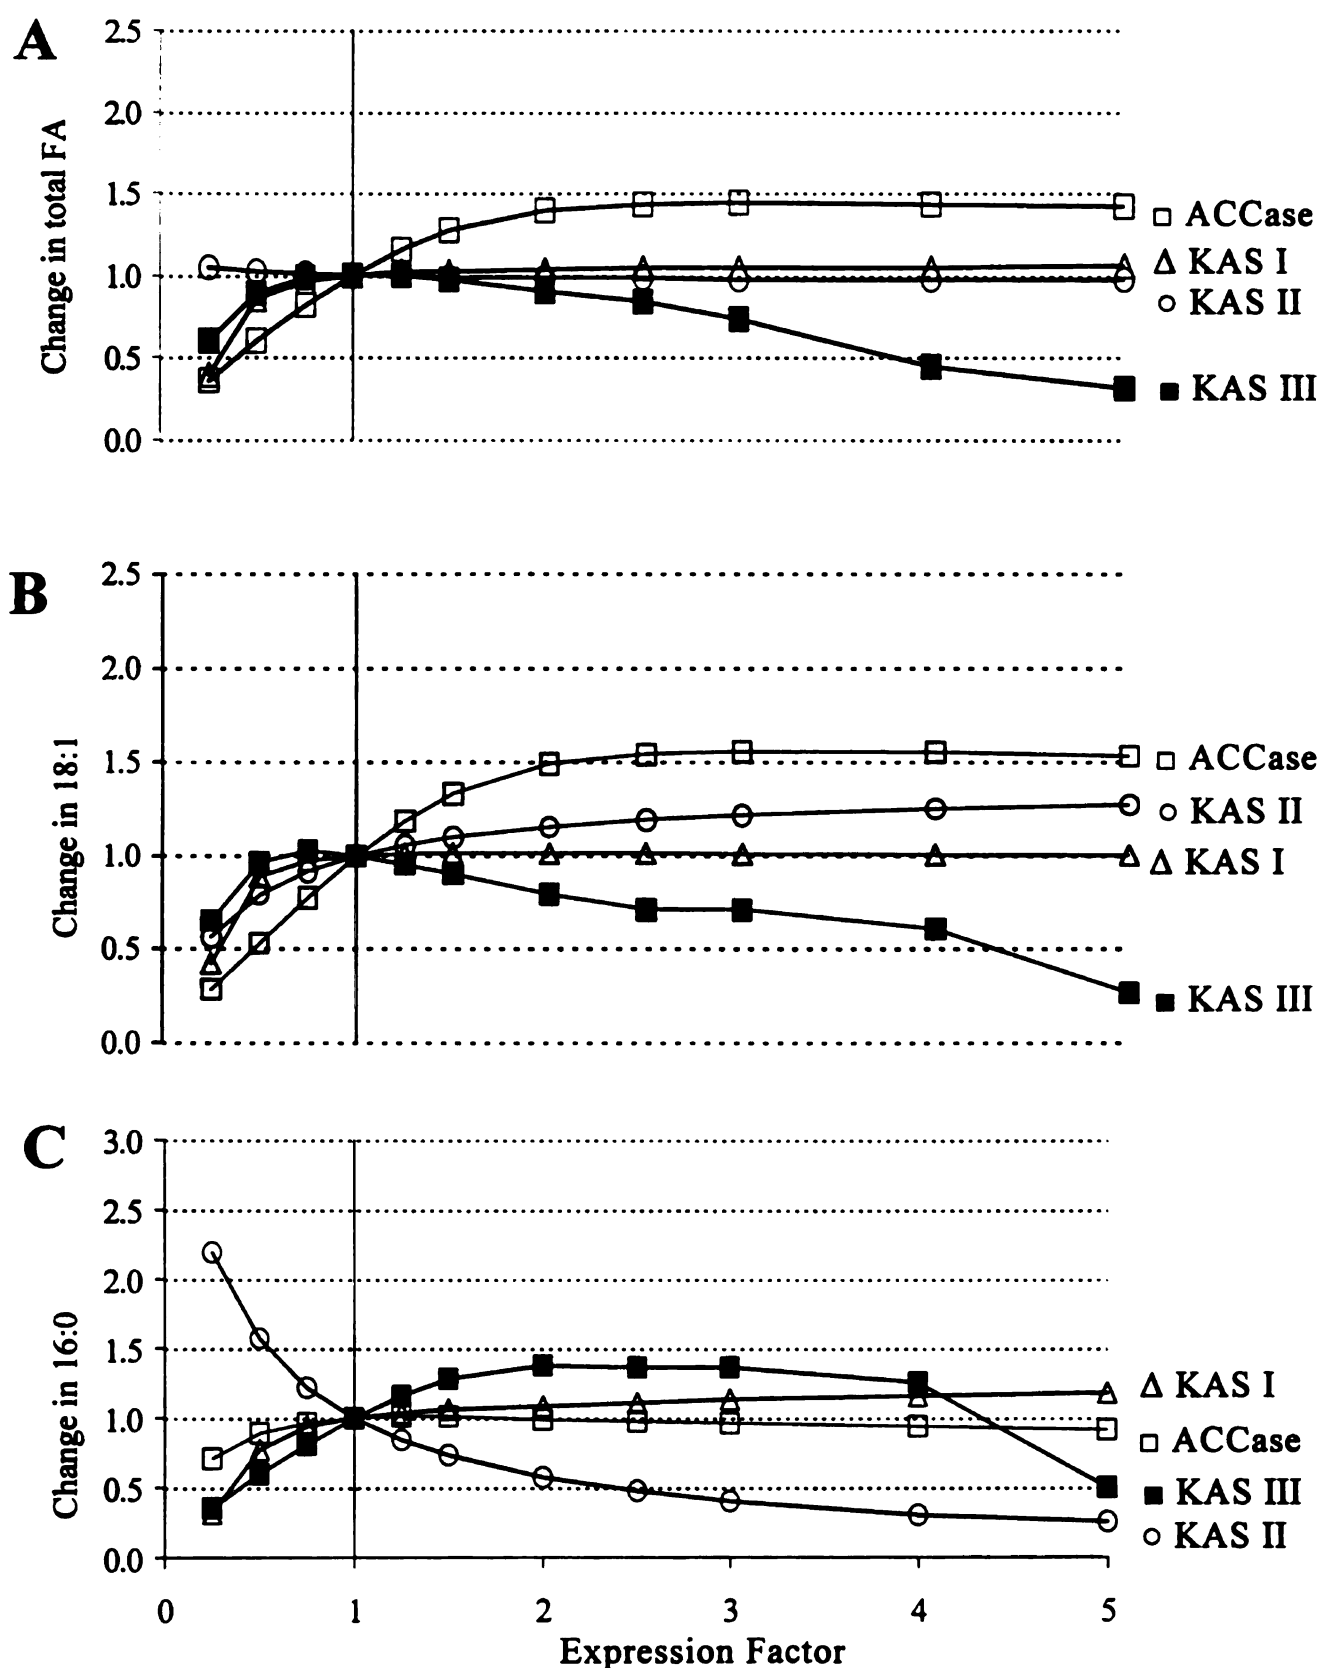 A
2.5
2.0
1.5
1.0
0.5
0.0
Change in total FA
ACCase
KAS I
KAS II
KAS III
B
2.5
2.0
1.5
1.0
0.5
0.0
Change in 18:1
ACCase
KAS II
KAS I
KAS III
C
3.0
2.5
2.0
1.5
1.0
0.5
0.0
Change in 16:0
KAS I
ACCase
KAS III
KAS II
0 1 2 3 4 5
Expression Factor